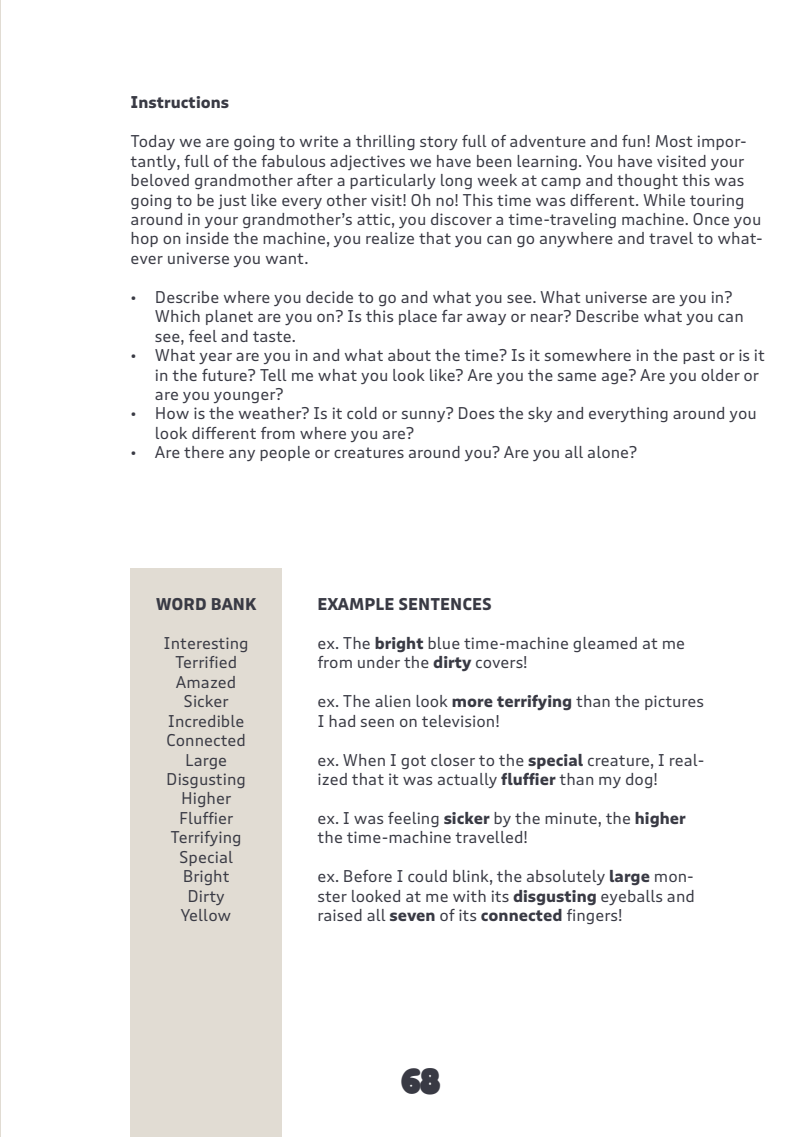 Instructions
Today we are going to write a thrilling story full of adventure and fun! Most impor-
tantly, full of the fabulous adjectives we have been learning. You have visited your
beloved grandmother after a particularly long week at camp and thought this was
going to be just like every other visit! Oh no! This time was different. While touring
around in your grandmother's attic, you discover a time-traveling machine. Once you
hop on inside the machine, you realize that you can go anywhere and travel to what-
ever universe you want.
• Describe where you decide to go and what you see. What universe are you in?
Which planet are you on? Is this place far away or near? Describe what you can
see, feel and taste.
• What year are you in and what about the time? Is it somewhere in the past or is it
in the future? Tell me what you look like? Are you the same age? Are you older or
are you younger?
• How is the weather? Is it cold or sunny? Does the sky and everything around you
look different from where you are?
• Are there any people or creatures around you? Are you all alone?
WORD BANK
Interesting
Terrified
Amazed
Sicker
Incredible
Connected
Large
Disgusting
Higher
Fluffier
Terrifying
Special
Bright
Dirty
Yellow
EXAMPLE SENTENCES
ex. The bright blue time-machine gleamed at me
from under the dirty covers!
ex. The alien look more terrifying than the pictures
I had seen on television!
ex. When I got closer to the special creature, I real-
ized that it was actually fluffier than my dog!
ex. I was feeling sicker by the minute, the higher
the time-machine travelled!
ex. Before I could blink, the absolutely large mon-
ster looked at me with its disgusting eyeballs and
raised all seven of its connected fingers!
68